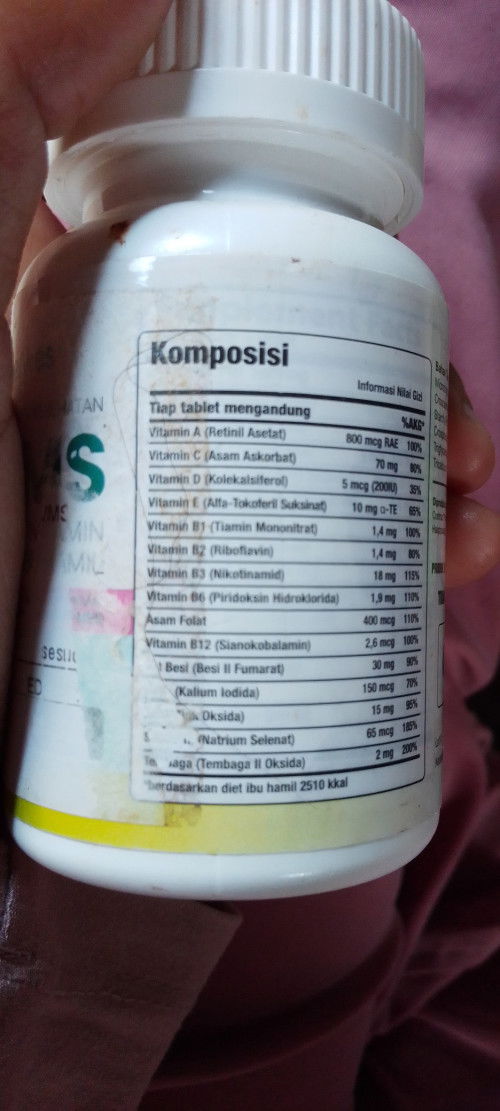 Komposisi
Informasi Nilai Gizi
Tiap tablet mengandung %AKG*
Vitamin A (Retinil Asetat) 800 mcg RAE 100%
Vitamin C (Asam Askorbat) 70 mg 80%
Vitamin D (Kolekalsiferol) 5 mcg (200IU) 35%
Vitamin E (Alfa-Tokoferil Suksinat) 10 mg α-TE 65%
Vitamin B1 (Tiamin Mononitrat) 1,4 mg 100%
Vitamin B2 (Riboflavin) 1,4 mg 80%
Vitamin B3 (Nikotinamid) 18 mg 115%
Vitamin B6 (Piridoksin Hidroklorida) 1,9 mg 110%
Asam Folat 400 mcg 110%
Vitamin B12 (Sianokobalamin) 2,6 mcg 100%
Besi (Besi II Fumarat) 30 mg 90%
(Kalium Iodida) 150 mcg 70%
Oksida) 15 mg 95%
(Natrium Selenat) 65 mcg 185%
(Tembaga II Oksida) 2 mg 200%
*berdasarkan diet ibu hamil 2510 kkal